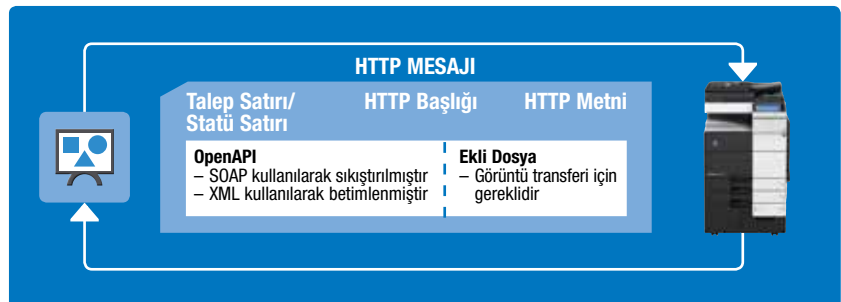 HTTP MESAJI
Talep Satırı/
Statü Satırı
HTTP Başlığı
HTTP Metni
OpenAPI
– SOAP kullanılarak sıkıştırılmıştır
– XML kullanılarak betimlenmiştir
Ekli Dosya
– Görüntü transferi için
gereklidir